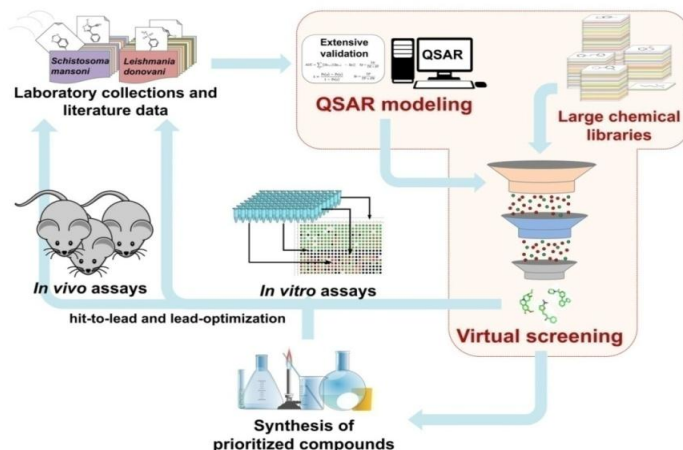 Schistosoma
mansoni
Leishmania
donovani
Laboratory collections and
literature data
Extensive
validation
QSAR
QSAR modeling
Large chemical
libraries
In vivo assays
In vitro assays
hit-to-lead and lead-optimization
Virtual screening
Synthesis of
prioritized compounds